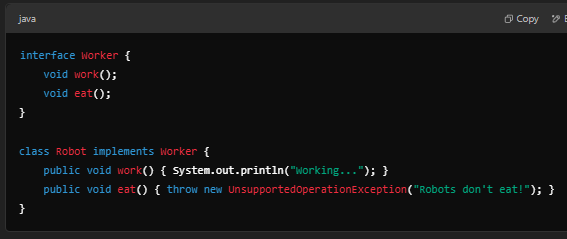 java
Copy
interface Worker {
    void work();
    void eat();
}
class Robot implements Worker {
    public void work() { System.out.println("Working..."); }
    public void eat() { throw new UnsupportedOperationException("Robots don't eat!"); }
}